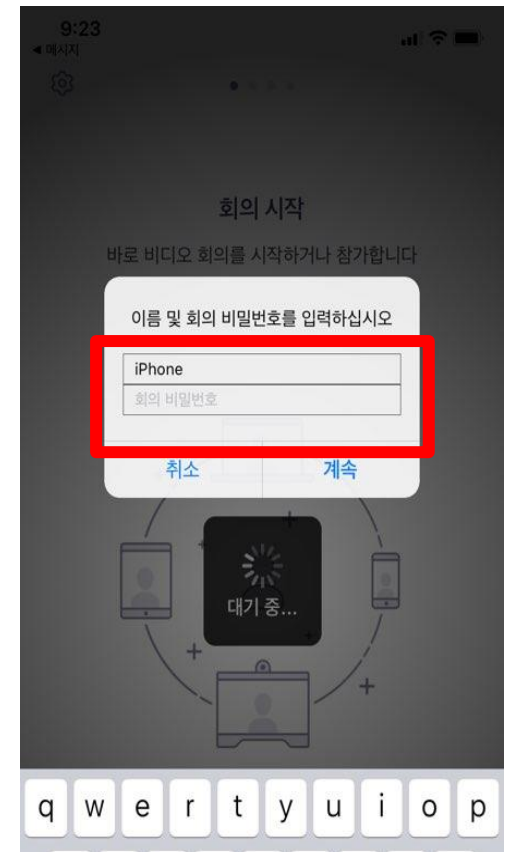 9:23
◀ 메시지
회의 시작
바로 비디오 회의를 시작하거나 참가합니다
이름 및 회의 비밀번호를 입력하십시오
iPhone
회의 비밀번호
취소 계속
대기 중...
q w e r t y u i o p